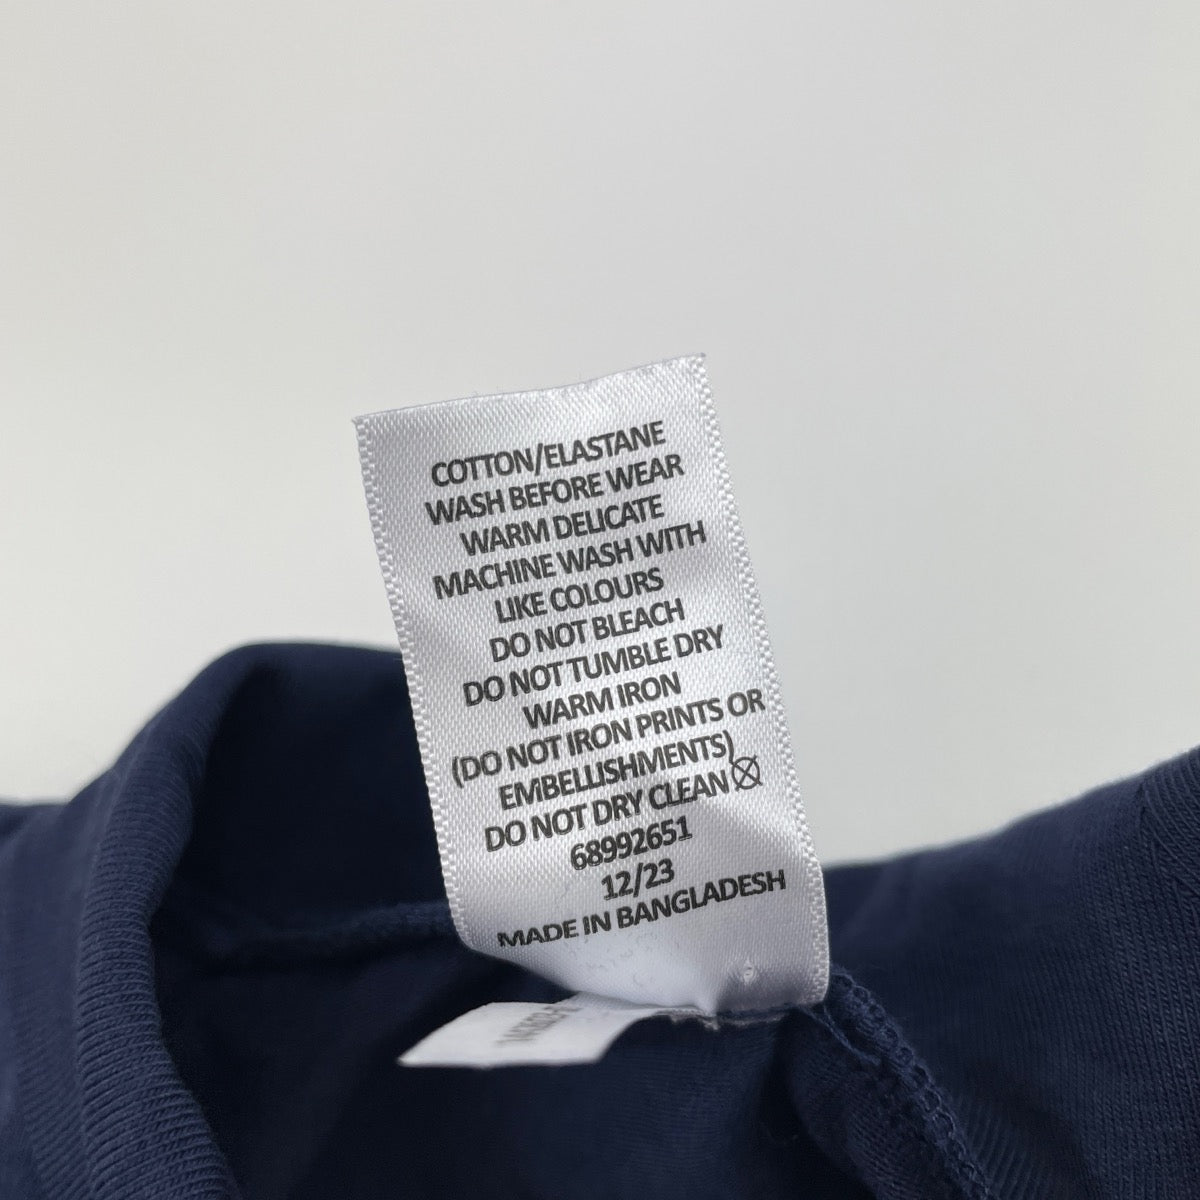 COTTON/ELASTANE
WASH BEFORE WEAR
WARM DELICATE
MACHINE WASH WITH
LIKE COLOURS
DO NOT BLEACH
DO NOT TUMBLE DRY
WARM IRON
(DO NOT IRON PRINTS OR
EMBELLISHMENTS)
DO NOT DRY CLEAN
68992651
12/23
MADE IN BANGLADESH